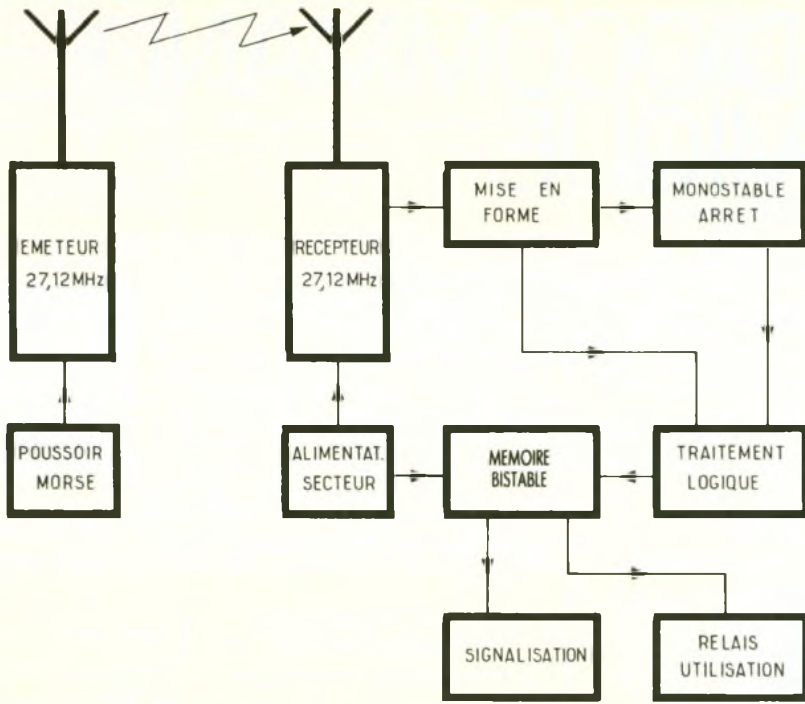 EMETEUR
27,12 MHz
RECEPTEUR
27,12 MHz
MISE EN
FORME
MONOSTABLE
ARRET
POUSSOIR
MORSE
ALIMENTAT.
SECTEUR
MEMOIRE
BISTABLE
TRAITEMENT
LOGIQUE
SIGNALISATION
RELAIS
UTILISATION